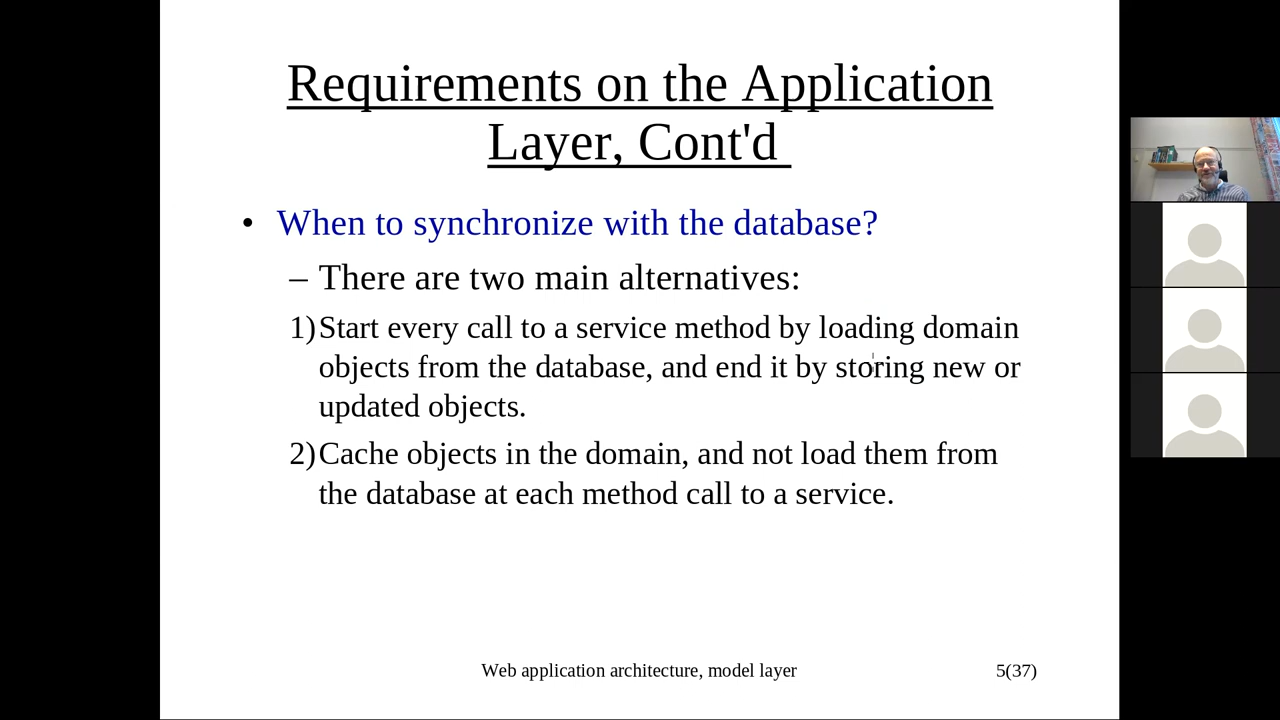 Requirements on the Application
Layer, Cont'd
• When to synchronize with the database?
– There are two main alternatives:
1) Start every call to a service method by loading domain
objects from the database, and end it by storing new or
updated objects.
2) Cache objects in the domain, and not load them from
the database at each method call to a service.
Web application architecture, model layer
5(37)